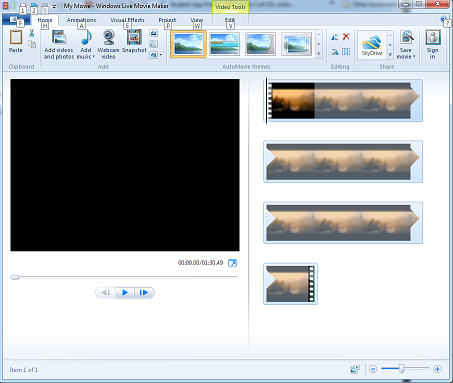 My Movie - Windows Live Movie Maker
Video Tools
1 2 3
F
Home Animations Visual Effects Project View Edit
H A E P W V
Paste
Add videos and photos
Add music
Webcam video
Snapshot
SkyDrive
Save movie
Sign in
Clipboard Add AutoMovie themes Editing Share
00:00.00/01:30.49
Item 1 of 1